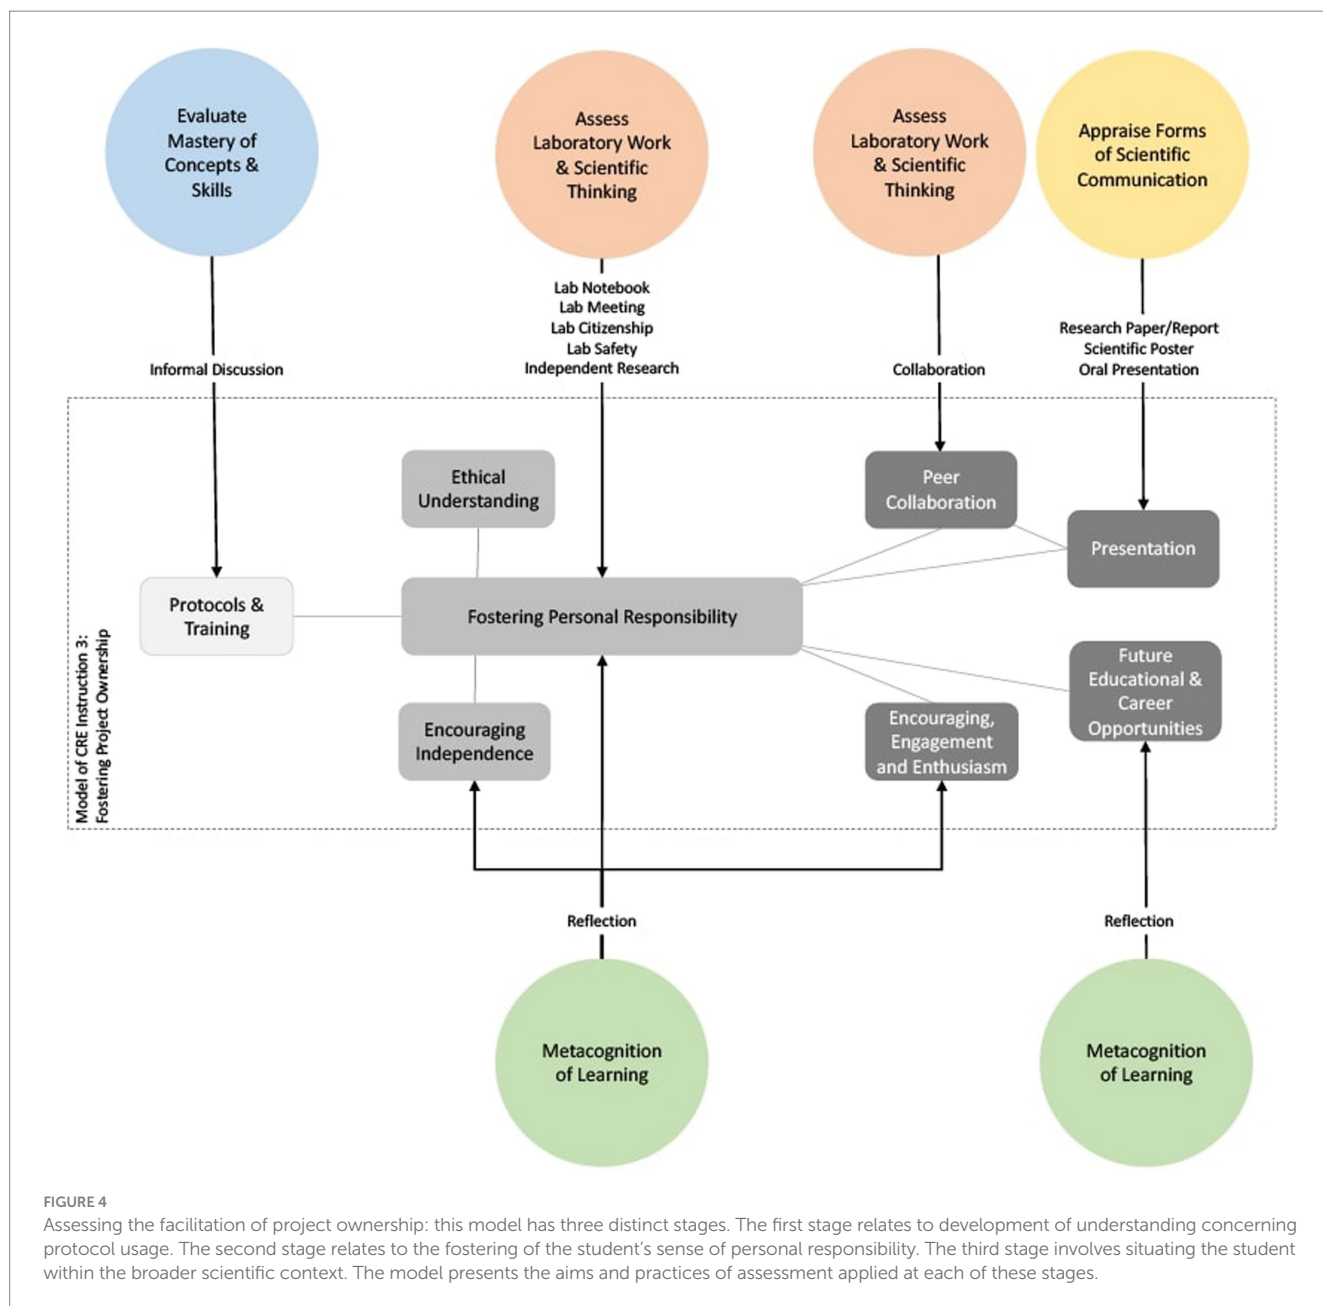 Evaluate
Mastery of
Concepts &
Skills
Assess
Laboratory Work
& Scientific
Thinking
Assess
Laboratory Work
& Scientific
Thinking
Appraise Forms
of Scientific
Communication
Informal Discussion
Lab Notebook
Lab Meeting
Lab Citizenship
Lab Safety
Independent Research
Collaboration
Research Paper/Report
Scientific Poster
Oral Presentation
Model of CRE Instruction 3:
Fostering Project Ownership
Protocols &
Training
Ethical
Understanding
Fostering Personal Responsibility
Encouraging
Independence
Peer
Collaboration
Presentation
Encouraging,
Engagement
and Enthusiasm
Future
Educational &
Career
Opportunities
Reflection
Reflection
Metacognition
of Learning
Metacognition
of Learning
FIGURE 4
Assessing the facilitation of project ownership: this model has three distinct stages. The first stage relates to development of understanding concerning
protocol usage. The second stage relates to the fostering of the student's sense of personal responsibility. The third stage involves situating the student
within the broader scientific context. The model presents the aims and practices of assessment applied at each of these stages.